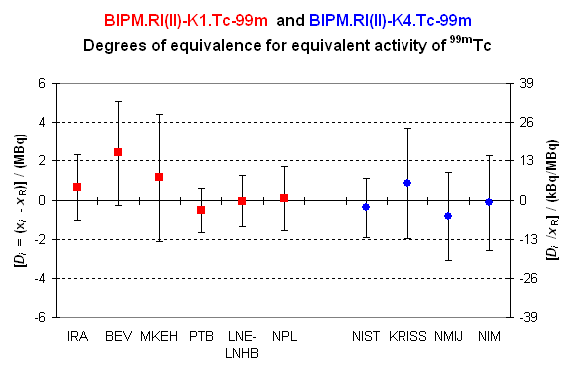 BIPM.RI(II)-K1.Tc-99m and BIPM.RI(II)-K4.Tc-99m
Degrees of equivalence for equivalent activity of ⁹⁹ᵐTc
[Dᵢ = (xᵢ - x_R)] / (MBq)
6
4
2
0
-2
-4
-6
39
26
13
0
-13
-26
-39
[Dᵢ /x_R] / (kBq/MBq)
IRA BEV MKEH PTB LNE- NPL NIST KRISS NMIJ NIM
LNHB